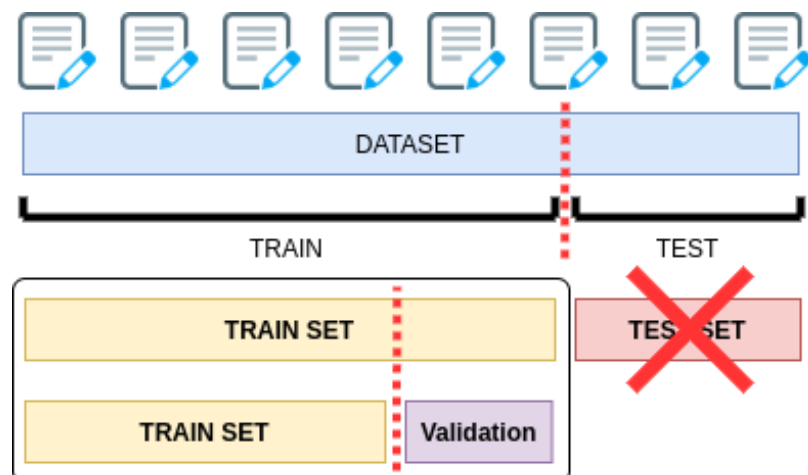 DATASET
TRAIN TEST
TRAIN SET TEST SET
TRAIN SET Validation